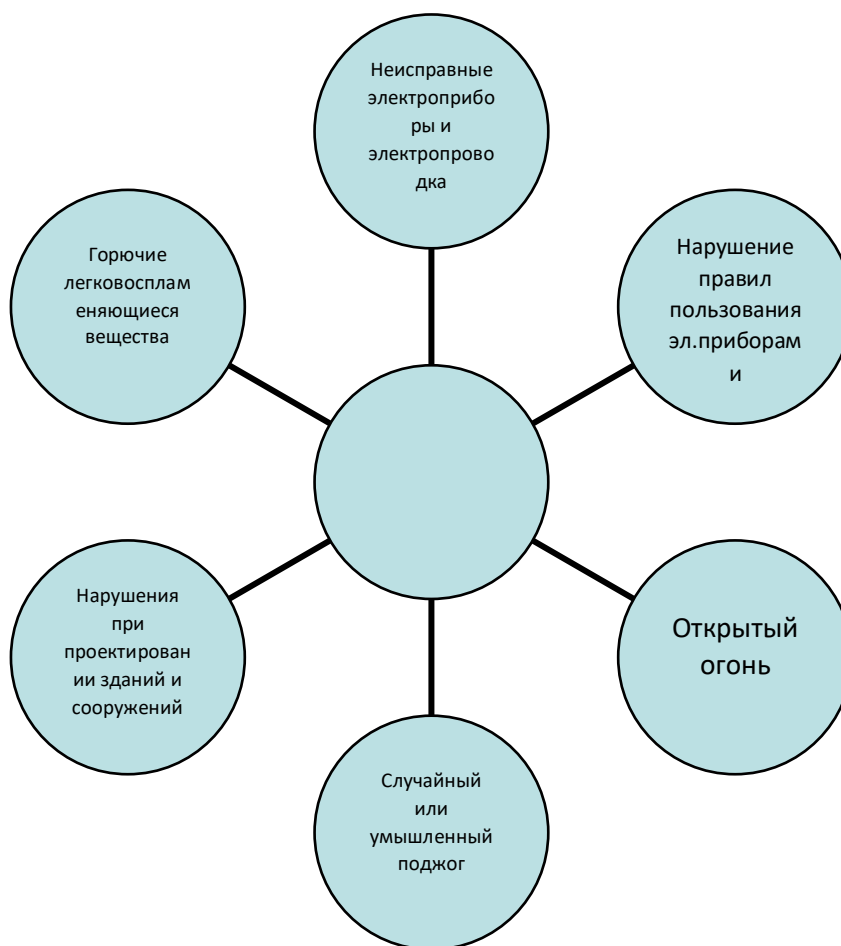 Неисправные
электроприбо
ры и
электропрово
дка
Нарушение
правил
пользования
эл.приборам
и
Открытый
огонь
Случайный
или
умышленный
поджог
Нарушения
при
проектирован
ии зданий и
сооружений
Горючие
легковосплам
еняющиеся
вещества